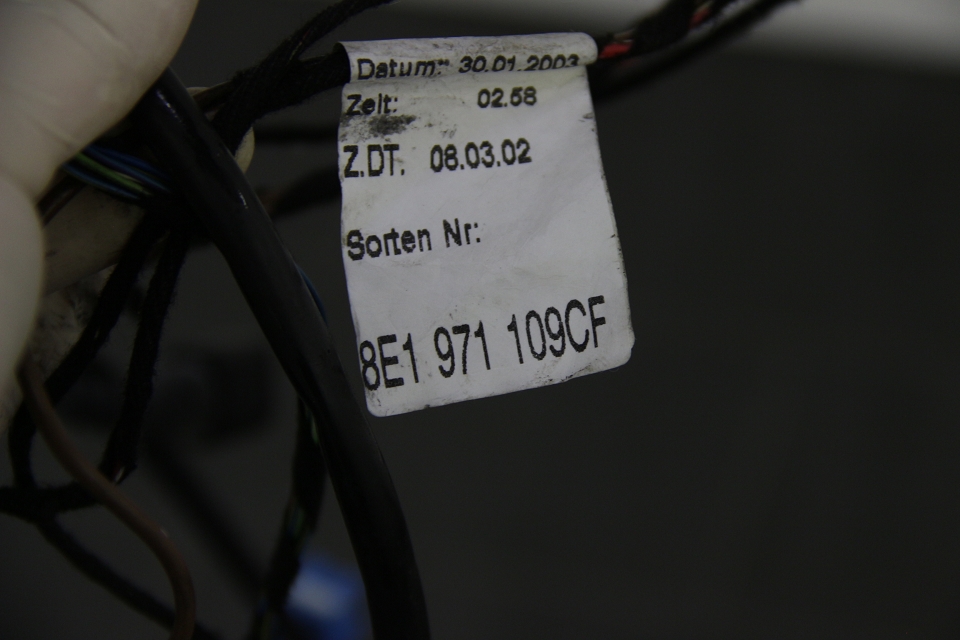 Datum: 30.01.2003
Zeit: 02.58
Z.DT. 08.03.02
Sorten Nr:
8E1 971 109CF